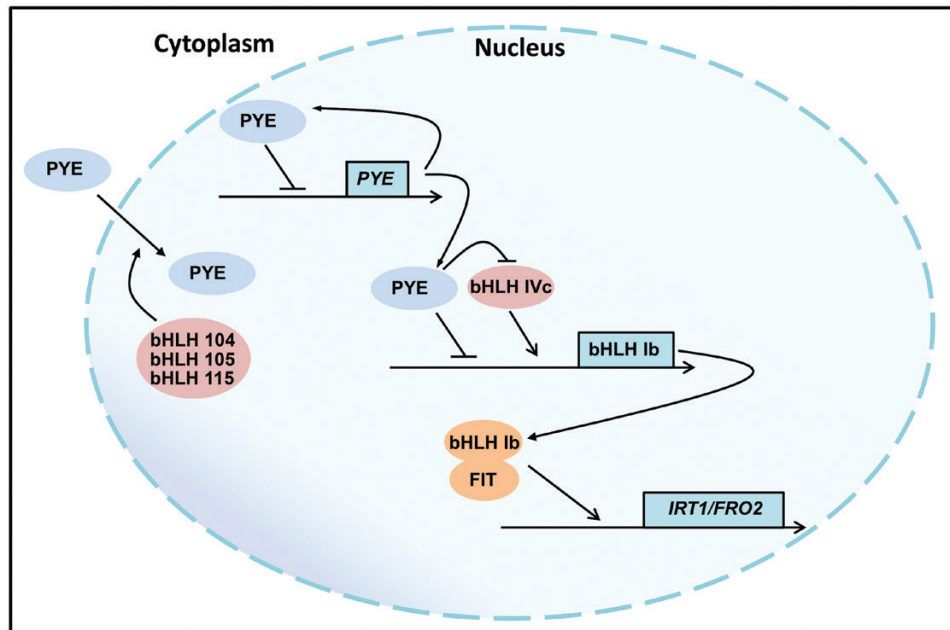 Cytoplasm
Nucleus
PYE
PYE
PYE
PYE
bHLH 104
bHLH 105
bHLH 115
PYE
bHLH IVc
bHLH Ib
bHLH Ib
FIT
IRT1/FRO2